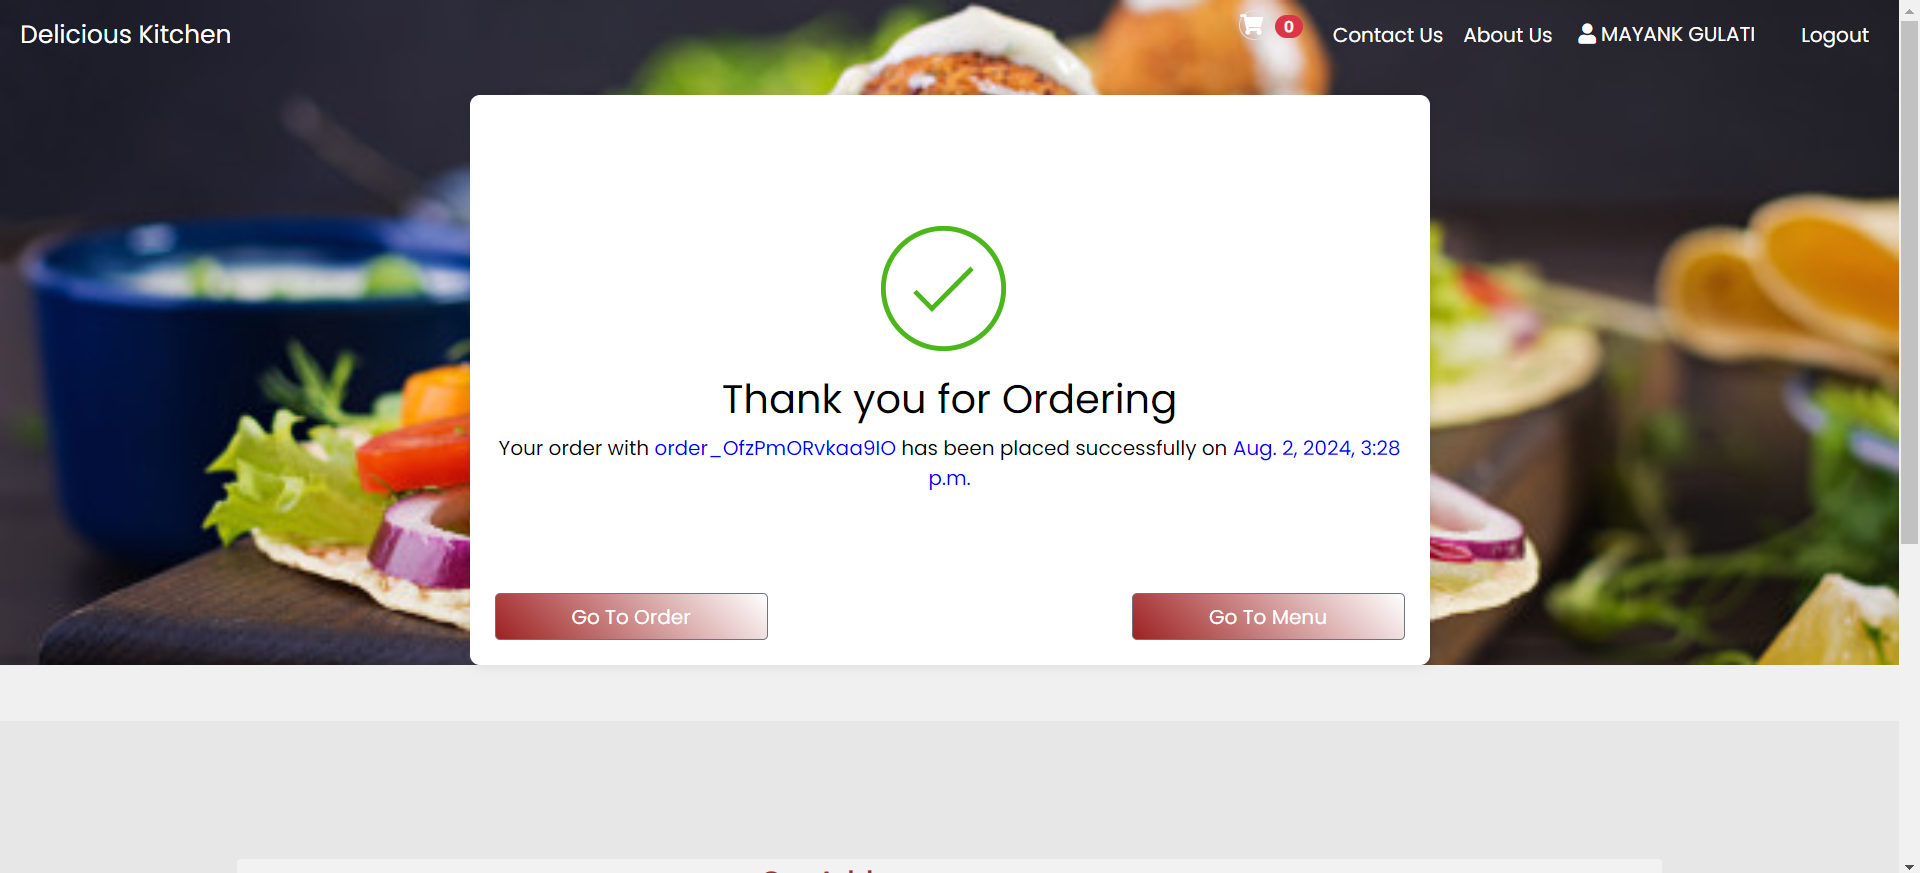 Delicious Kitchen
0
Contact Us
About Us
MAYANK GULATI
Logout
Thank you for Ordering
Your order with order_OfzPmORvkaa9IO has been placed successfully on Aug. 2, 2024, 3:28
p.m.
Go To Order
Go To Menu